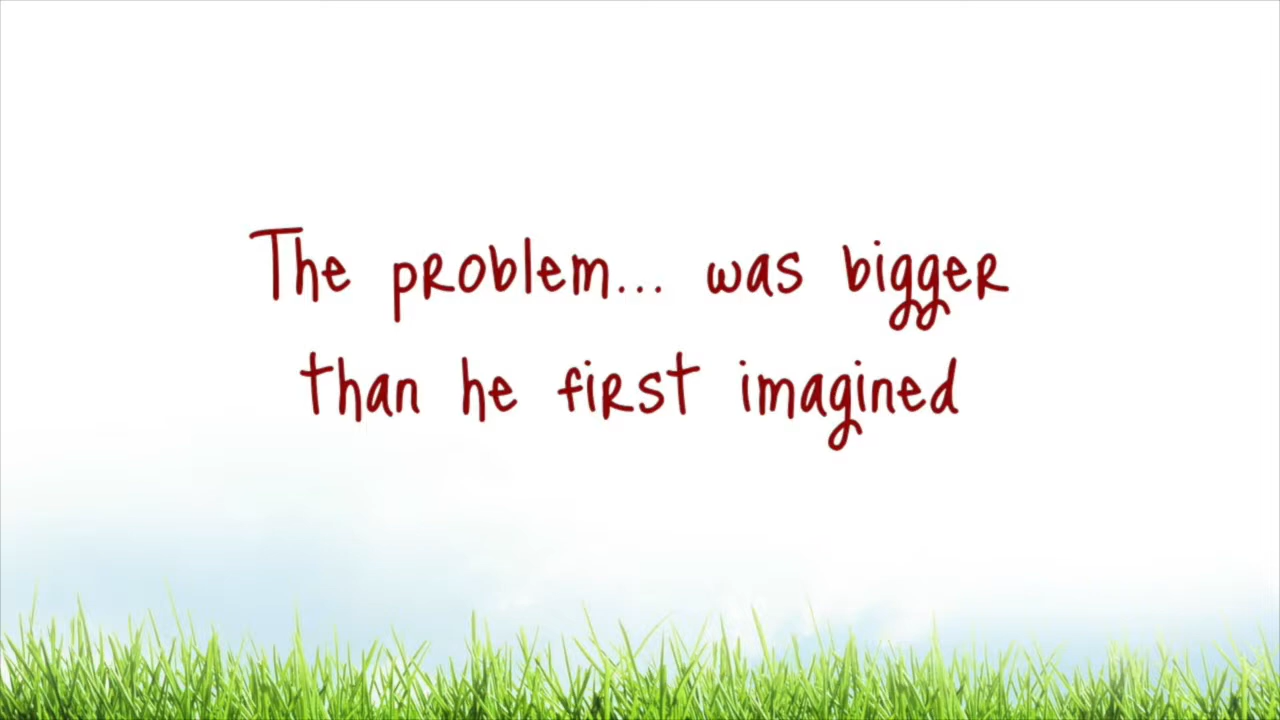 The problem... was bigger
than he first imagined